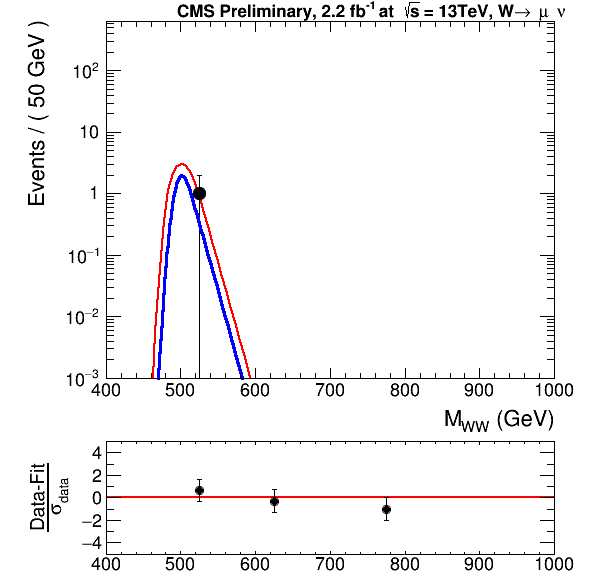 CMS Preliminary, 2.2 fb⁻¹ at √s = 13TeV, W→ μ ν
Events / ( 50 GeV )
10²
10
1
10⁻¹
10⁻²
10⁻³
400 500 600 700 800 900 1000
M_WW (GeV)
Data-Fit
σ_data
4
2
0
−2
−4
400 500 600 700 800 900 1000